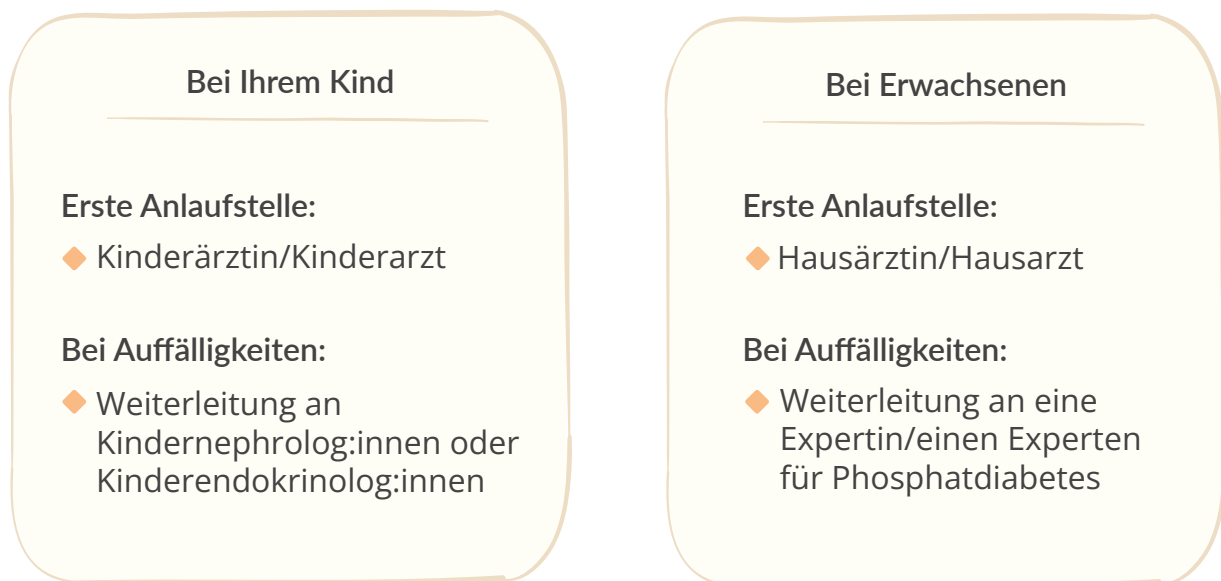 Bei Ihrem Kind
Erste Anlaufstelle:
Kinderärztin/Kinderarzt
Bei Auffälligkeiten:
Weiterleitung an
Kindernephrolog:innen oder
Kinderendokrinolog:innen
Bei Erwachsenen
Erste Anlaufstelle:
Hausärztin/Hausarzt
Bei Auffälligkeiten:
Weiterleitung an eine
Expertin/einen Experten
für Phosphatdiabetes